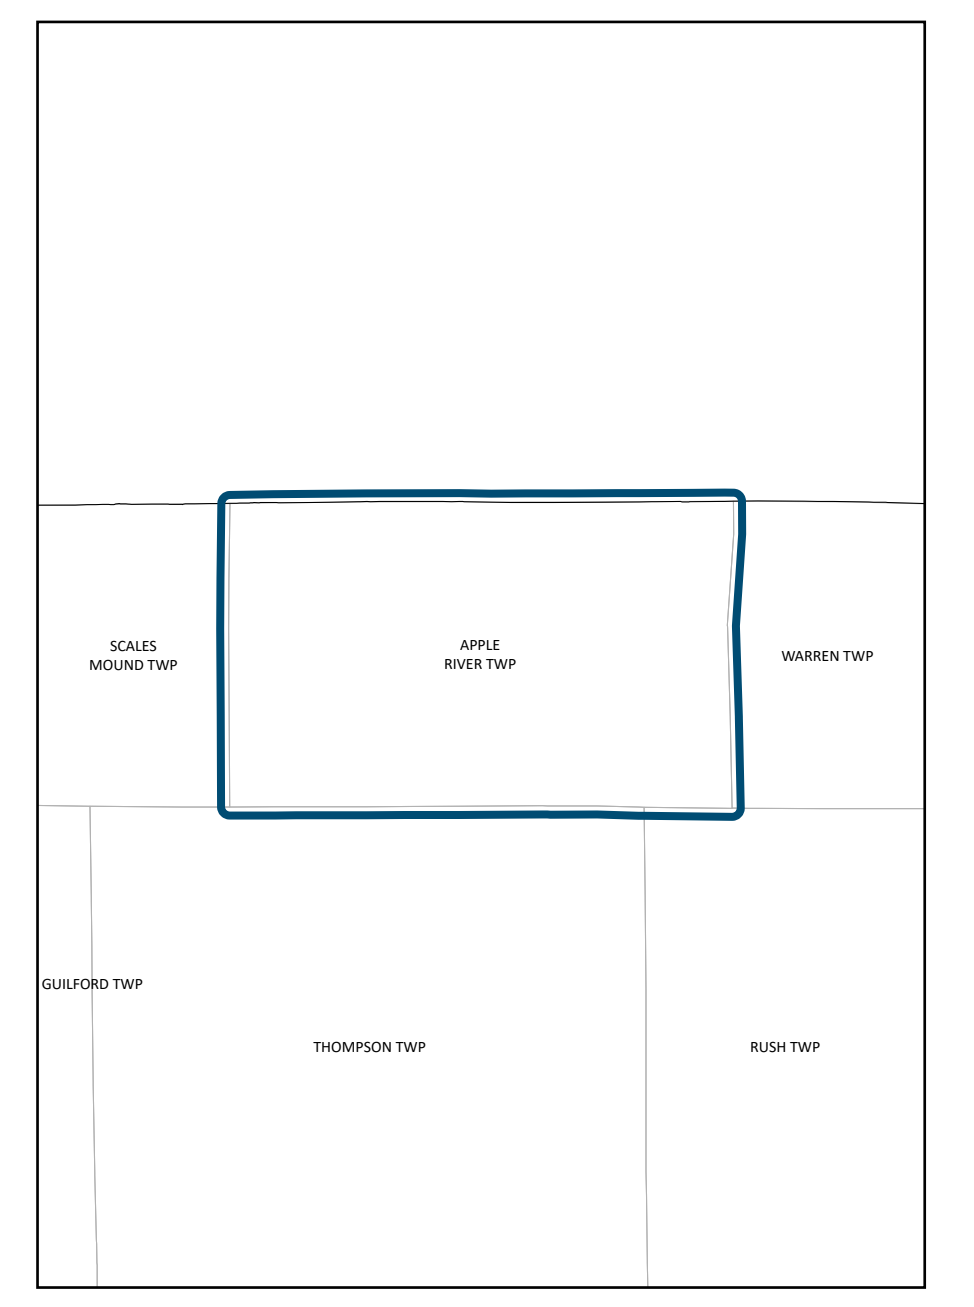 SCALES
MOUND TWP
APPLE
RIVER TWP
WARREN TWP
GUILFORD TWP
THOMPSON TWP
RUSH TWP